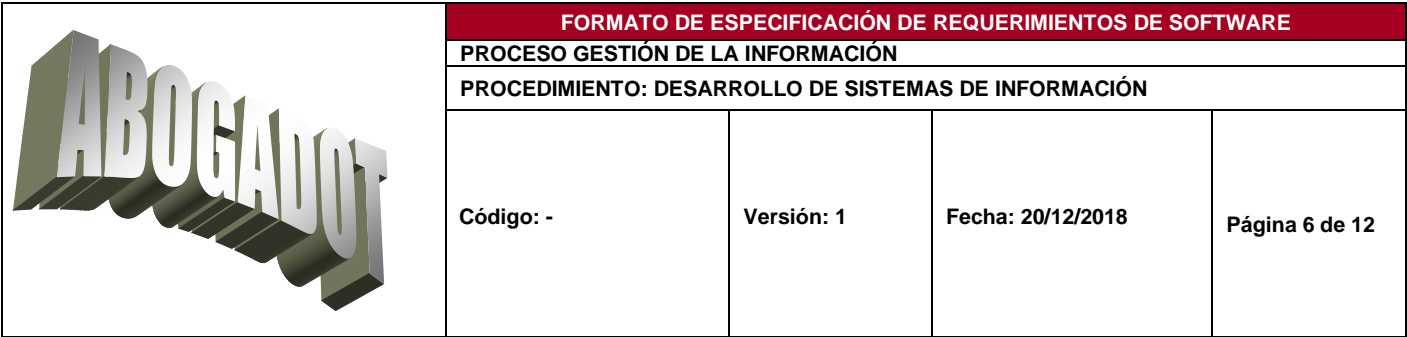 ABOGADOT
FORMATO DE ESPECIFICACIÓN DE REQUERIMIENTOS DE SOFTWARE
PROCESO GESTIÓN DE LA INFORMACIÓN
PROCEDIMIENTO: DESARROLLO DE SISTEMAS DE INFORMACIÓN
Código: - Versión: 1 Fecha: 20/12/2018 Página 6 de 12